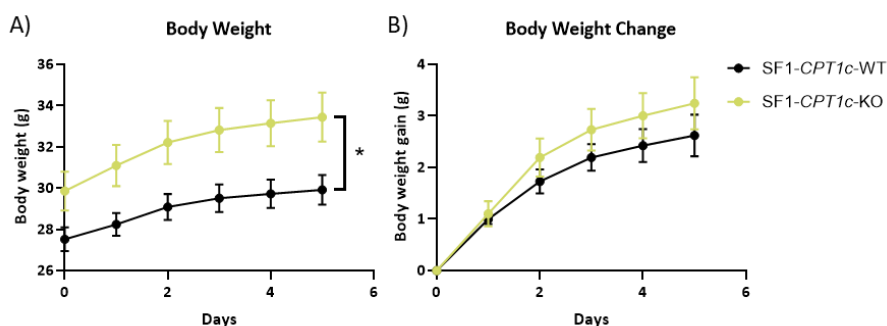 A)
Body Weight
Body weight (g)
36
34
32
30
28
26
0
2
4
6
Days
*
B)
Body Weight Change
Body weight gain (g)
4
3
2
1
0
0
2
4
6
Days
SF1-CPT1c-WT
SF1-CPT1c-KO